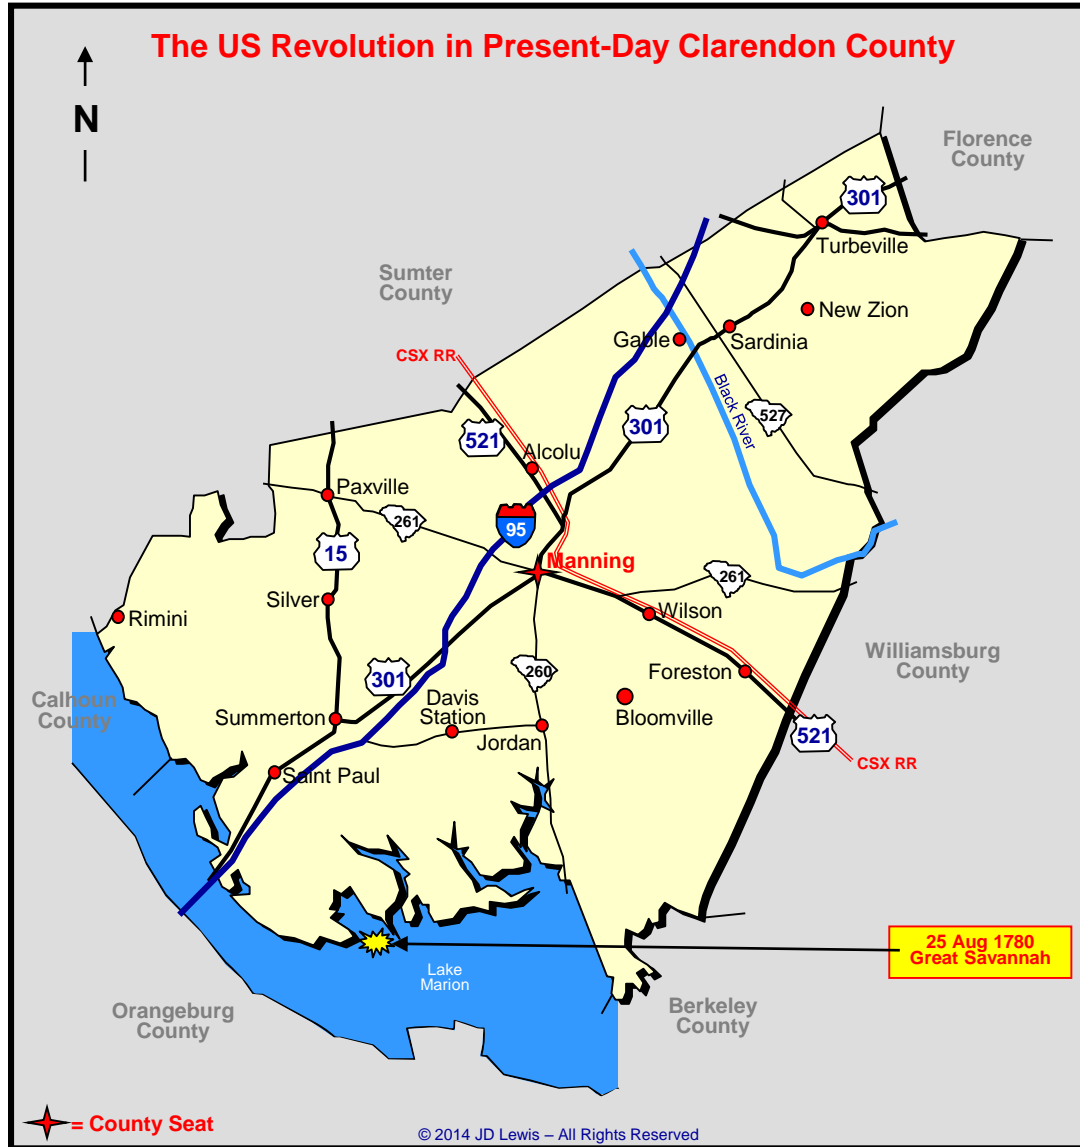 The US Revolution in Present-Day Clarendon County
N
Florence
County
301
Turbeville
Sumter
County
New Zion
Gable
Sardinia
CSX RR
Black River
527
301
521
Alcolu
Paxville
261
95
15
Manning
261
Silver
Wilson
Rimini
Williamsburg
County
260
Foreston
301
Calhoun
County
Davis
Station
Summerton
Bloomville
Jordan
521
CSX RR
Saint Paul
25 Aug 1780
Great Savannah
Lake
Marion
Orangeburg
County
Berkeley
County
= County Seat
© 2014 JD Lewis – All Rights Reserved